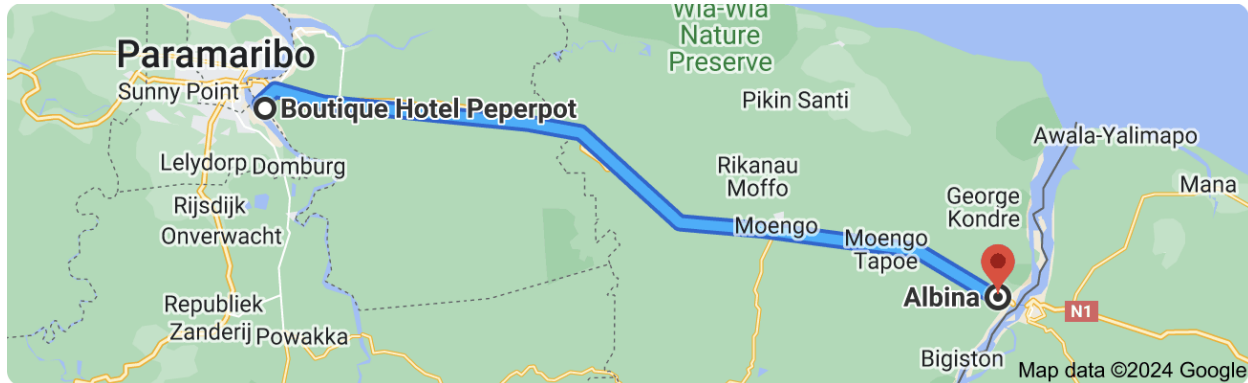 Wia-Wia
Nature
Preserve
Paramaribo
Sunny Point
Boutique Hotel Peperpot
Pikin Santi
Awala-Yalimapo
Lelydorp
Domburg
Rikanau
Moffo
Mana
George
Kondre
Rijsdijk
Onverwacht
Moengo
Moengo
Tapoe
Albina
Republiek
Zanderij
Powakka
N1
Bigiston
Map data ©2024 Google